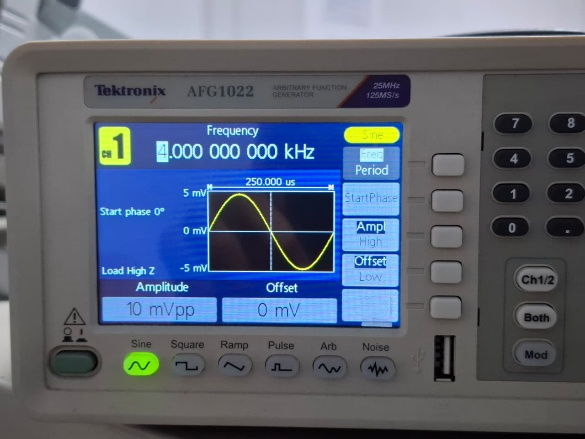 Tektronix AFG1022 ARBITRARY FUNCTION GENERATOR 25MHz 125MS/s
CH 1
Frequency
4.000 000 000 kHz
Sine
Freq
Period
StartPhase
Ampl
High
Offset
Low
250.000 us
5 mV
0 mV
-5 mV
Start phase 0°
Load High Z
Amplitude
10 mVpp
Offset
0 mV
Sine Square Ramp Pulse Arb Noise
7 8
4 5
1 2
0 .
Ch1/2
Both
Mod